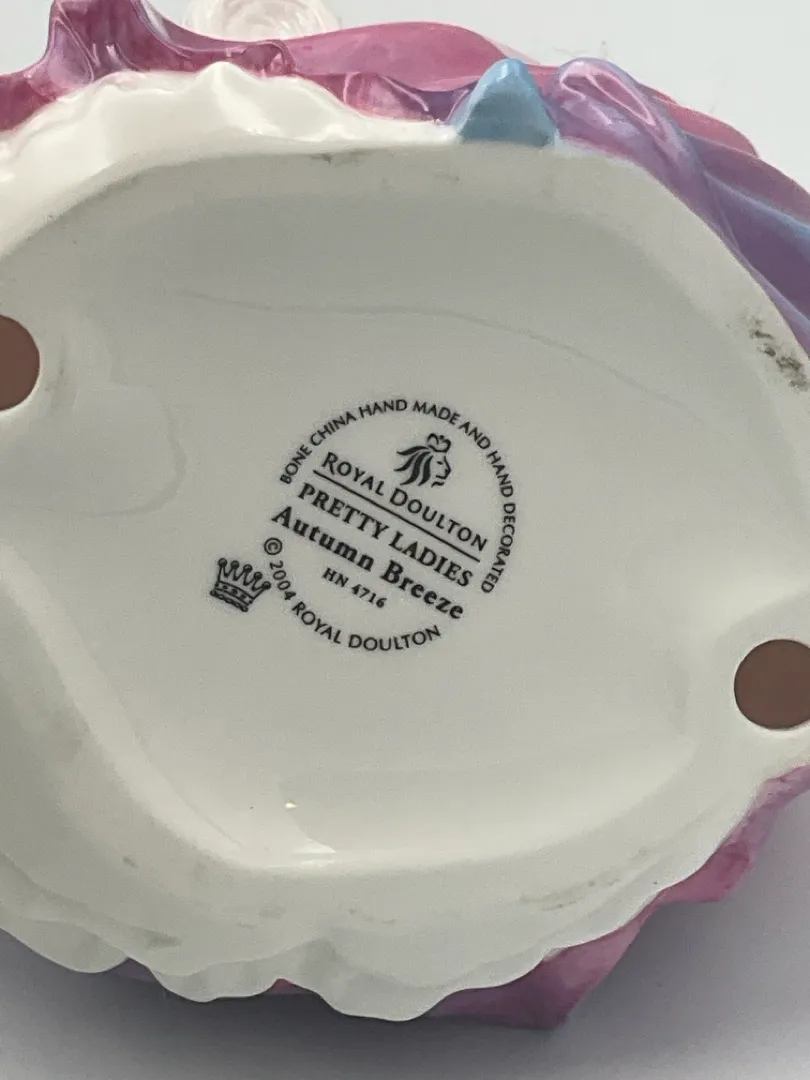 BONE CHINA HAND MADE AND HAND DECORATED
ROYAL DOULTON
PRETTY LADIES
Autumn Breeze
HN 4716
© 2004 ROYAL DOULTON